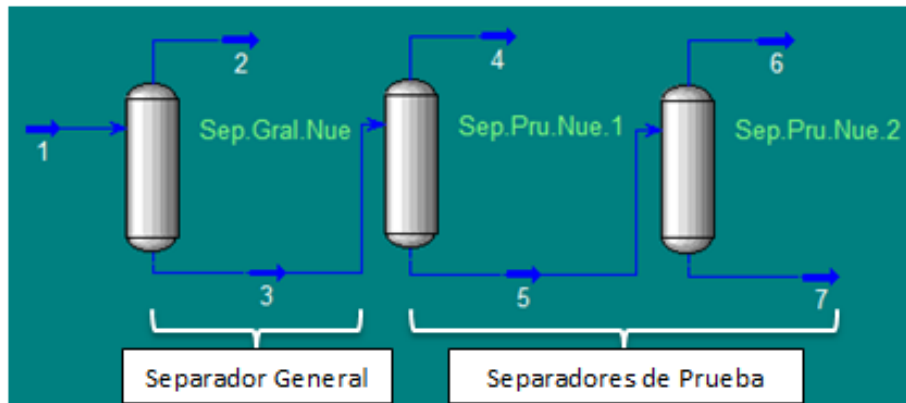 2
4
6
Sep.Gral.Nue
Sep.Pru.Nue.1
Sep.Pru.Nue.2
1
3
5
7
Separador General
Separadores de Prueba